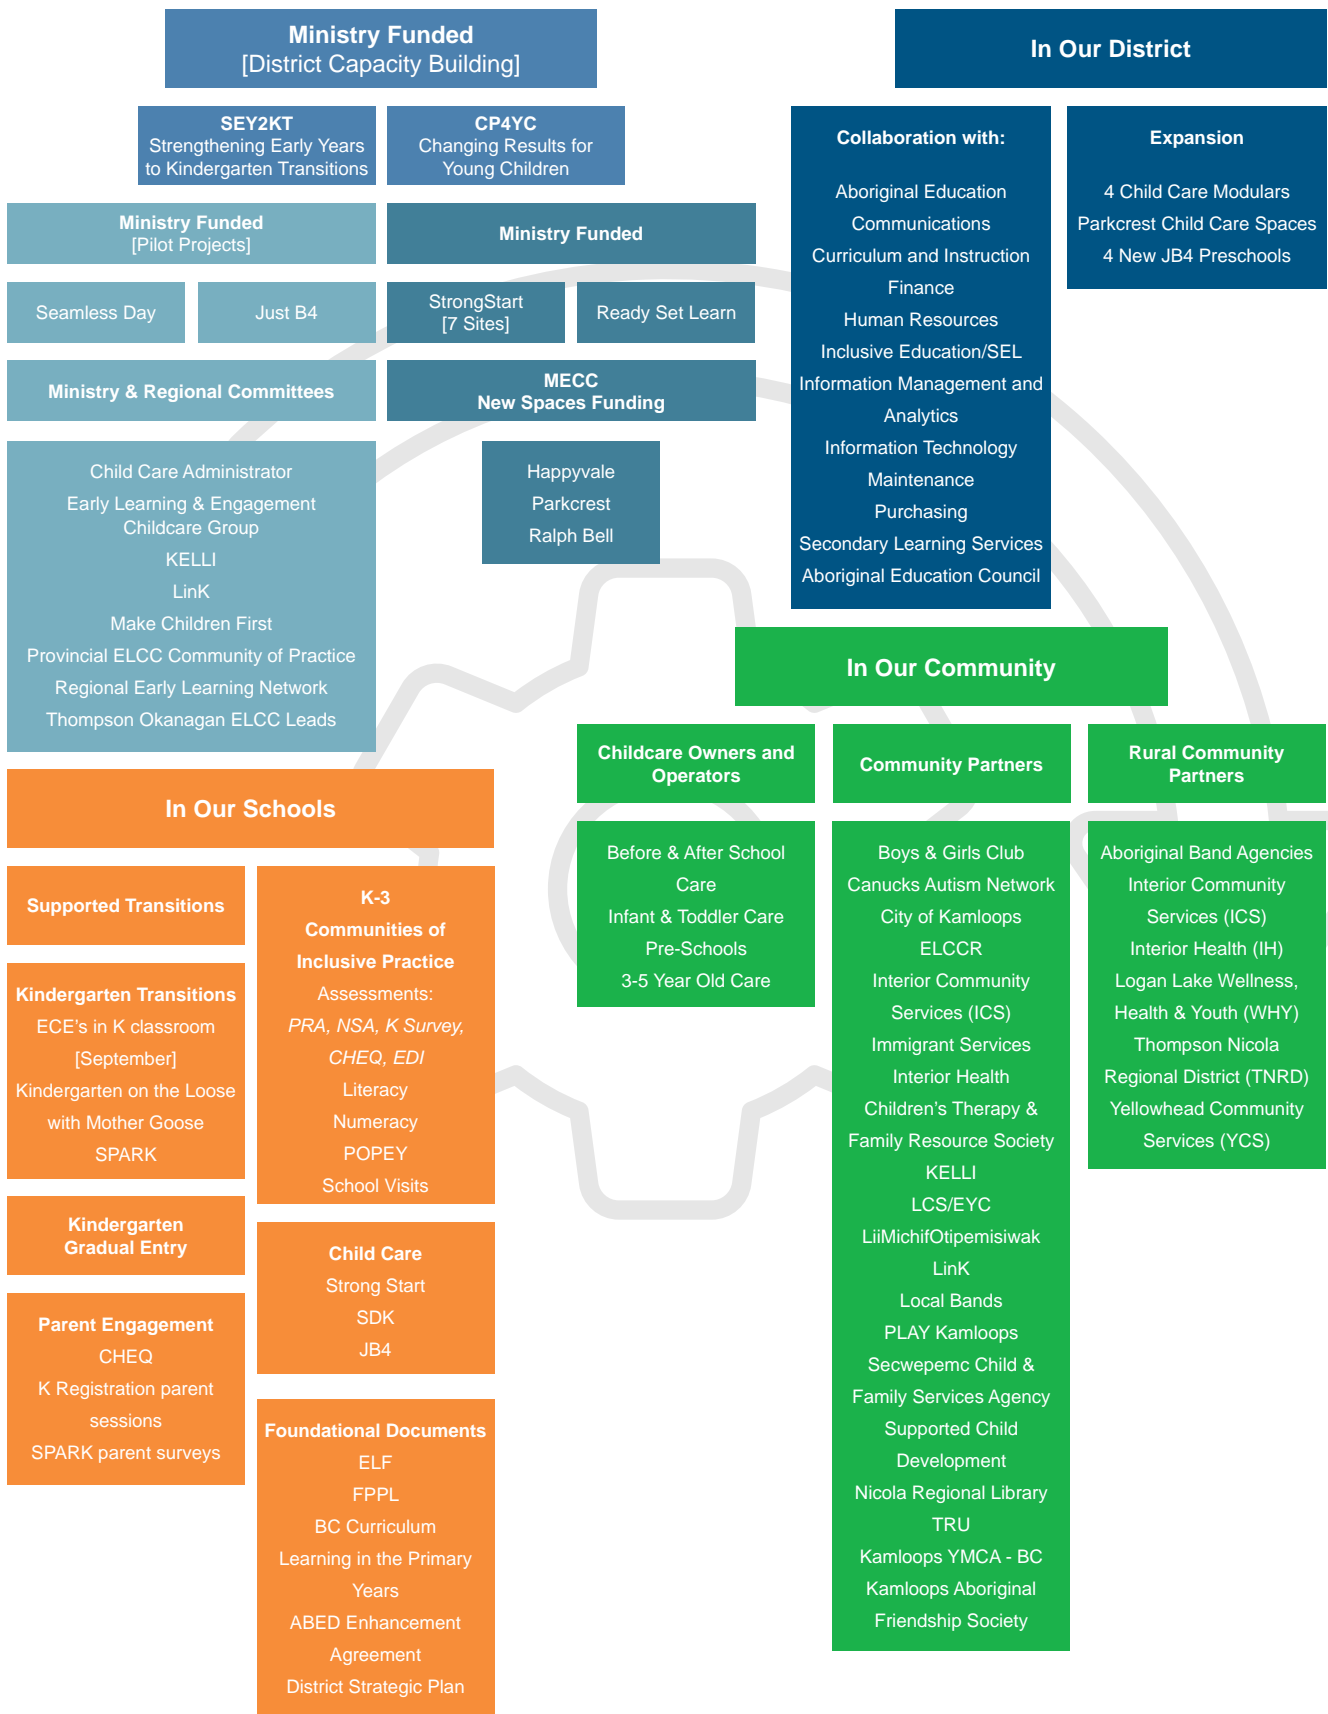 Ministry Funded
[District Capacity Building]
SEY2KT
Strengthening Early Years
to Kindergarten Transitions
CP4YC
Changing Results for
Young Children
Ministry Funded
[Pilot Projects]
Seamless Day
Just B4
Ministry Funded
StrongStart
[7 Sites]
Ready Set Learn
Ministry & Regional Committees
Child Care Administrator
Early Learning & Engagement
Childcare Group
KELLI
LinK
Make Children First
Provincial ELCC Community of Practice
Regional Early Learning Network
Thompson Okanagan ELCC Leads
MECC
New Spaces Funding
Happyvale
Parkcrest
Ralph Bell
In Our District
Collaboration with:
Aboriginal Education
Communications
Curriculum and Instruction
Finance
Human Resources
Inclusive Education/SEL
Information Management and
Analytics
Information Technology
Maintenance
Purchasing
Secondary Learning Services
Aboriginal Education Council
Expansion
4 Child Care Modulars
Parkcrest Child Care Spaces
4 New JB4 Preschools
In Our Community
Childcare Owners and
Operators
Before & After School
Care
Infant & Toddler Care
Pre-Schools
3-5 Year Old Care
Community Partners
Boys & Girls Club
Canucks Autism Network
City of Kamloops
ELCCR
Interior Community
Services (ICS)
Immigrant Services
Interior Health
Children's Therapy &
Family Resource Society
KELLI
LCS/EYC
LiiMichifOtipemisiwak
LinK
Local Bands
PLAY Kamloops
Secwepemc Child &
Family Services Agency
Supported Child
Development
Nicola Regional Library
TRU
Kamloops YMCA - BC
Kamloops Aboriginal
Friendship Society
Rural Community
Partners
Aboriginal Band Agencies
Interior Community
Services (ICS)
Interior Health (IH)
Logan Lake Wellness,
Health & Youth (WHY)
Thompson Nicola
Regional District (TNRD)
Yellowhead Community
Services (YCS)
In Our Schools
Supported Transitions
Kindergarten Transitions
ECE's in K classroom
[September]
Kindergarten on the Loose
with Mother Goose
SPARK
Kindergarten
Gradual Entry
Parent Engagement
CHEQ
K Registration parent
sessions
SPARK parent surveys
K-3
Communities of
Inclusive Practice
Assessments:
PRA, NSA, K Survey,
CHEQ, EDI
Literacy
Numeracy
POPEY
School Visits
Child Care
Strong Start
SDK
JB4
Foundational Documents
ELF
FPPL
BC Curriculum
Learning in the Primary
Years
ABED Enhancement
Agreement
District Strategic Plan